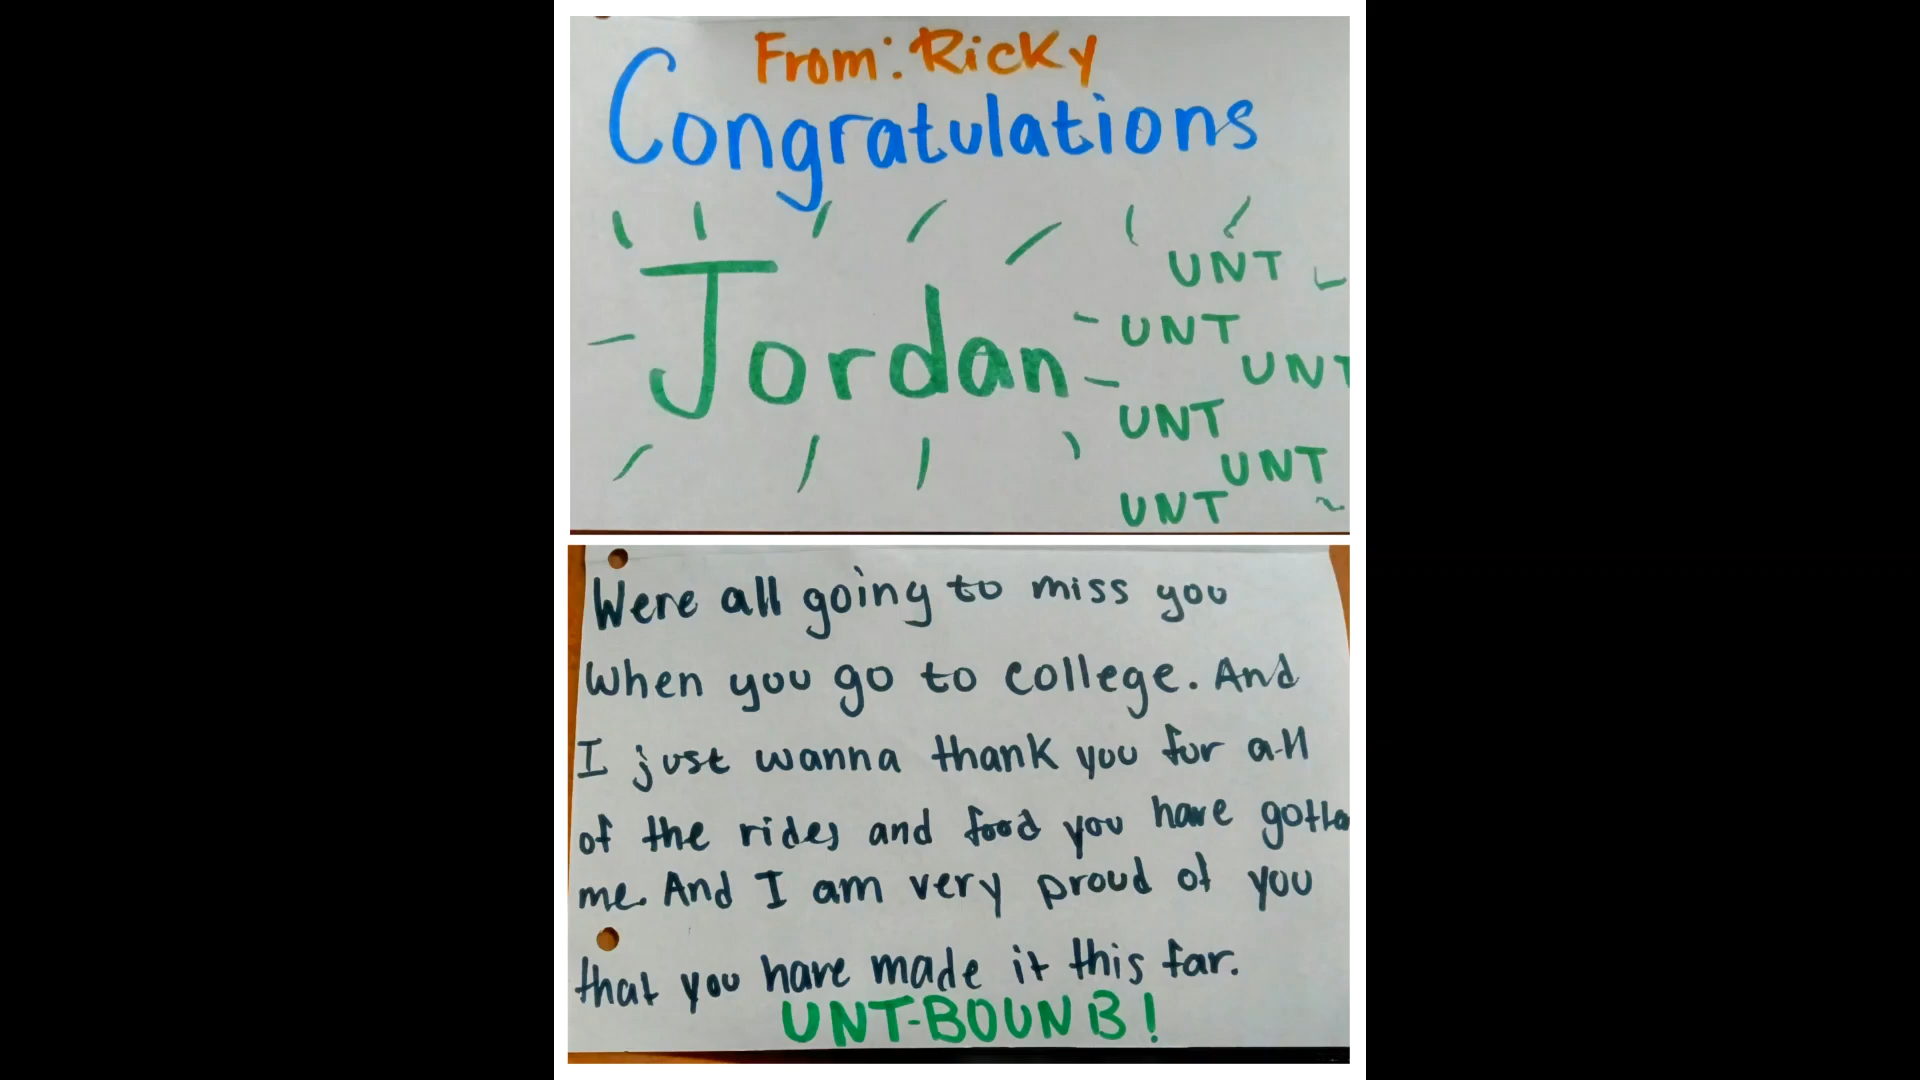 From: Ricky
Congratulations
Jordan
UNT
UNT
UNT
UNT
UNT
UNT
Were all going to miss you
when you go to college. And
I just wanna thank you for all
of the rides and food you have gotten
me. And I am very proud of you
that you have made it this far.
UNT-BOUNB!